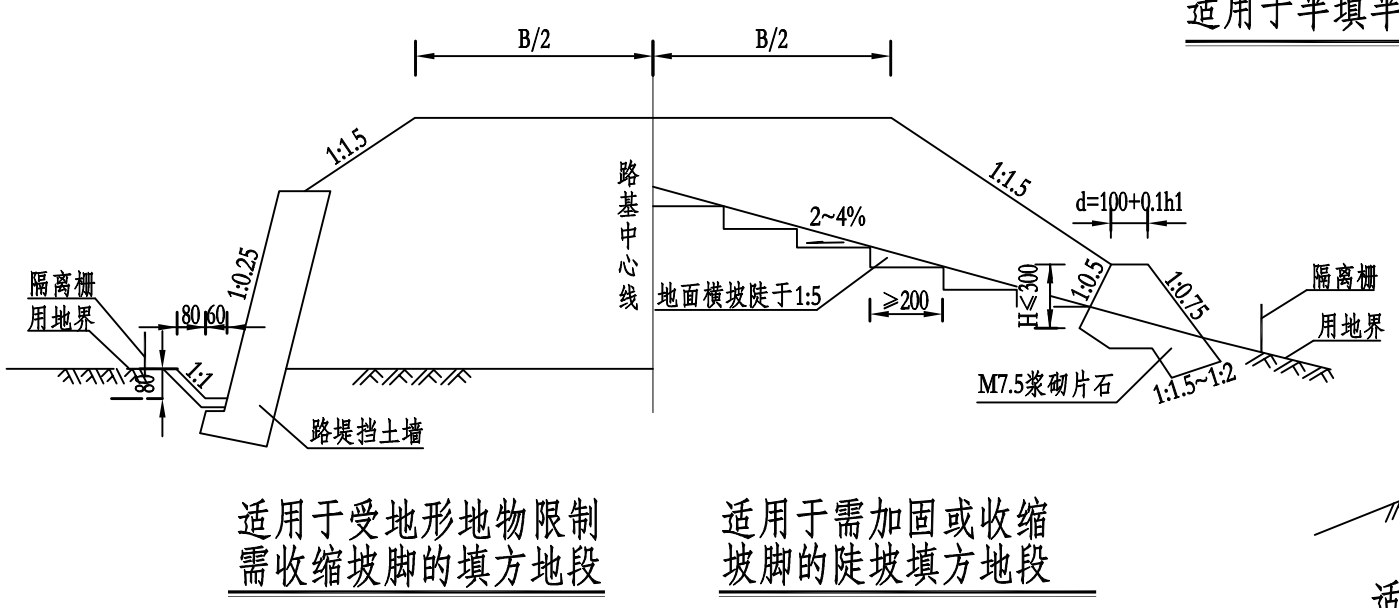 适用于半填半
B/2
B/2
1:1.5
路基中心线
1:1.5
d=100+0.1h1
2~4%
1:0.25
隔离栅
用地界
80
60
1:1
80
地面横坡陡于1:5
≥200
H≤300
1:0.5
1:0.75
隔离栅
用地界
M7.5浆砌片石
1:1.5~1:2
路堤挡土墙
适用于受地形地物限制
需收缩坡脚的填方地段
适用于需加固或收缩
坡脚的陡坡填方地段
适